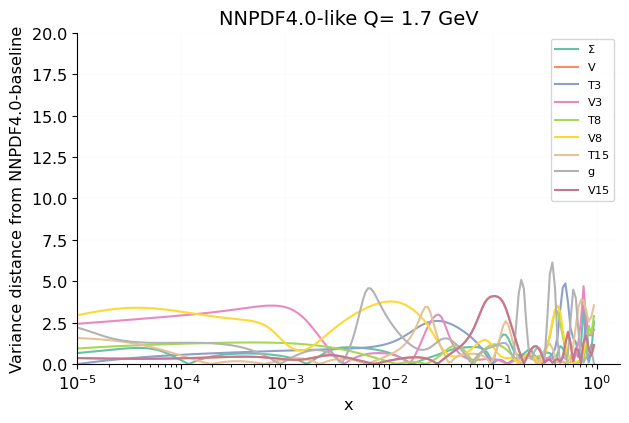 NNPDF4.0-like Q= 1.7 GeV
Variance distance from NNPDF4.0-baseline
20.0
17.5
15.0
12.5
10.0
7.5
5.0
2.5
0.0
10⁻⁵
10⁻⁴
10⁻³
10⁻²
10⁻¹
10⁰
x
Σ
V
T3
V3
T8
V8
T15
g
V15